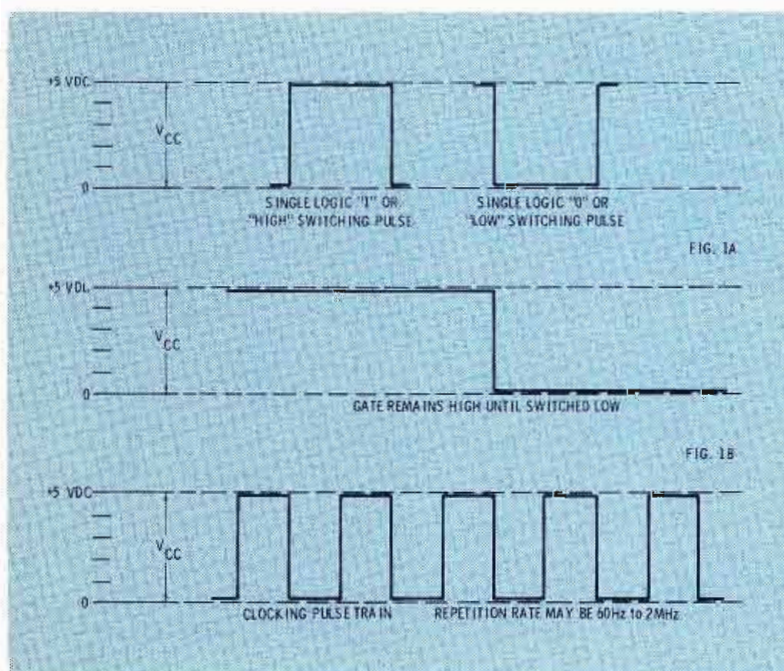 +5 VDC
VCC
0
SINGLE LOGIC "1" OR
"HIGH" SWITCHING PULSE
SINGLE LOGIC "0" OR
"LOW" SWITCHING PULSE
FIG. 1A
+5 VDC
VCC
0
GATE REMAINS HIGH UNTIL SWITCHED LOW
FIG. 1B
+5 VDC
VCC
0
CLOCKING PULSE TRAIN
REPETITION RATE MAY BE 60Hz to 2MHz